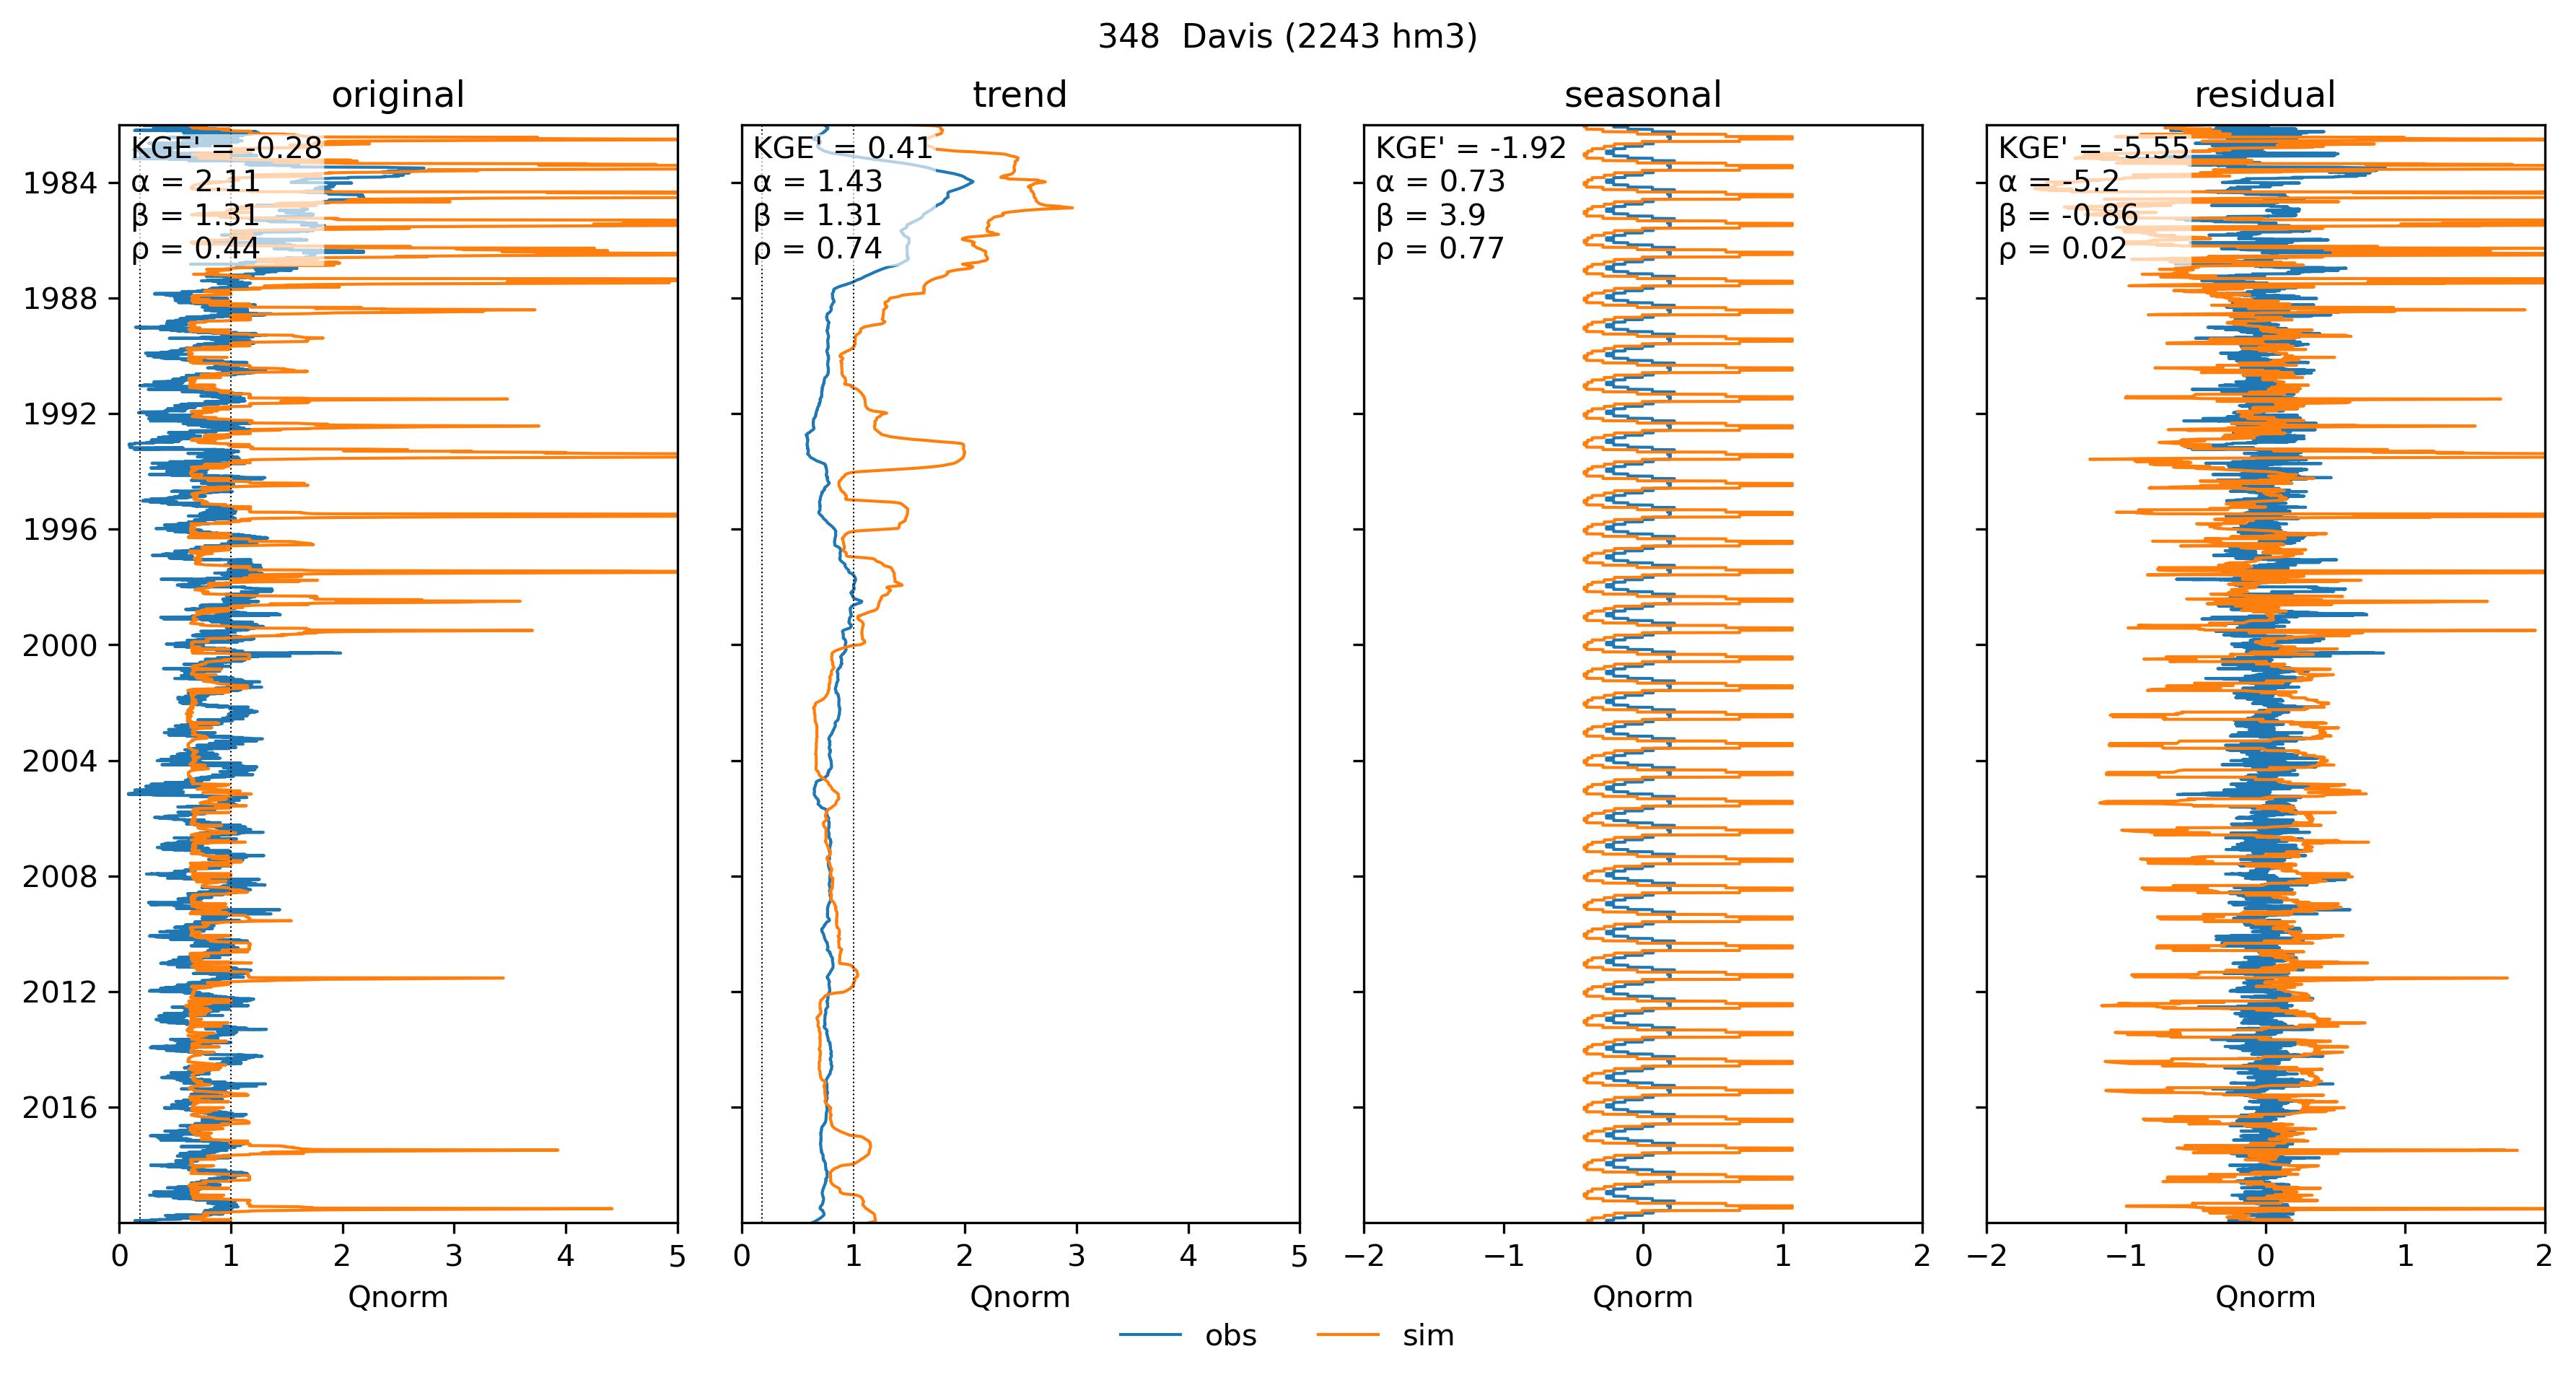 348  Davis (2243 hm3)
original
trend
seasonal
residual
KGE' = -0.28
α = 2.11
β = 1.31
ρ = 0.44
KGE' = 0.41
α = 1.43
β = 1.31
ρ = 0.74
KGE' = -1.92
α = 0.73
β = 3.9
ρ = 0.77
KGE' = -5.55
α = -5.2
β = -0.86
ρ = 0.02
1984
1988
1992
1996
2000
2004
2008
2012
2016
0 1 2 3 4 5
0 1 2 3 4 5
−2 −1 0 1 2
−2 −1 0 1 2
Qnorm
Qnorm
Qnorm
Qnorm
obs
sim